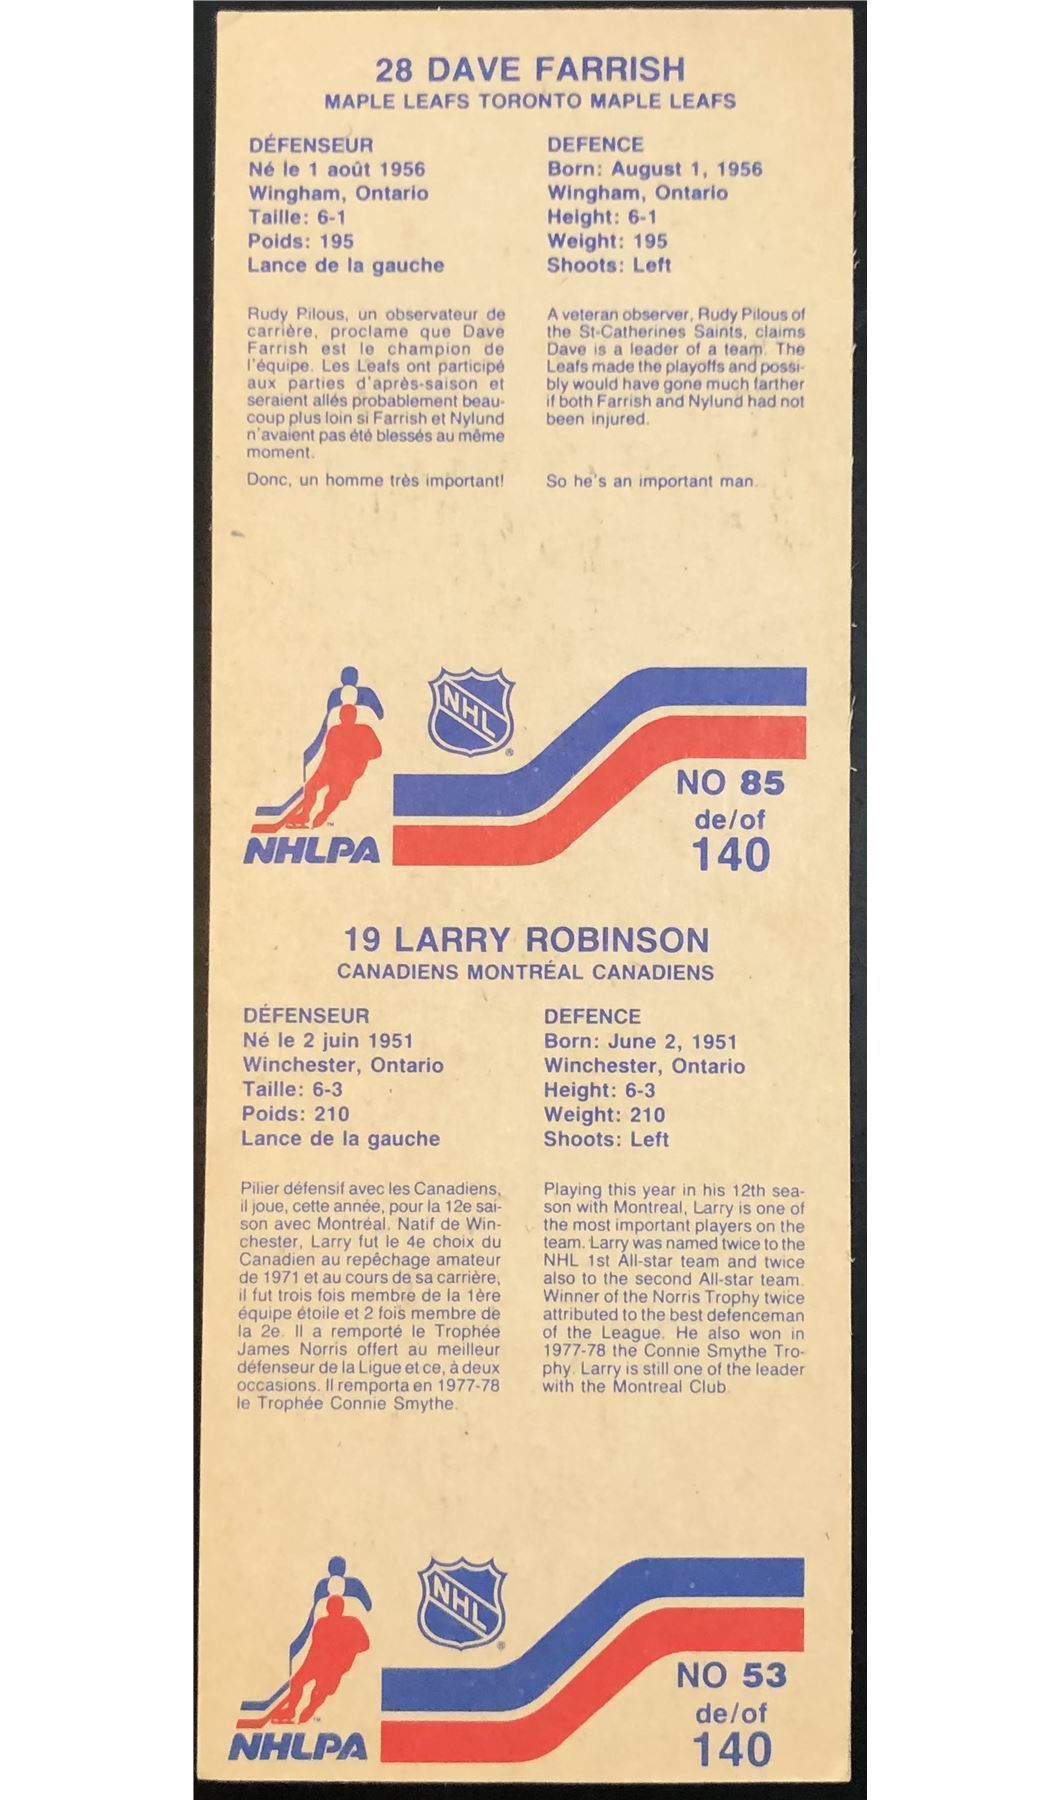 28 DAVE FARRISH
MAPLE LEAFS TORONTO MAPLE LEAFS
DÉFENSEUR
Né le 1 août 1956
Wingham, Ontario
Taille: 6-1
Poids: 195
Lance de la gauche
Rudy Pilous, un observateur de
carrière, proclame que Dave
Farrish est le champion de
l'équipe. Les Leafs ont participé
aux parties d'après-saison et
seraient allés probablement beau-
coup plus loin si Farrish et Nylund
n'avaient pas été blessés au même
moment.
Donc, un homme très important!
DEFENCE
Born: August 1, 1956
Wingham, Ontario
Height: 6-1
Weight: 195
Shoots: Left
A veteran observer, Rudy Pilous of
the St-Catherines Saints, claims
Dave is a leader of a team. The
Leafs made the playoffs and possi-
bly would have gone much farther
if both Farrish and Nylund had not
been injured.
So he's an important man.
NHL
®
NHLPA
™
NO 85
de/of
140
19 LARRY ROBINSON
CANADIENS MONTRÉAL CANADIENS
DÉFENSEUR
Né le 2 juin 1951
Winchester, Ontario
Taille: 6-3
Poids: 210
Lance de la gauche
Pilier défensif avec les Canadiens,
il joue, cette année, pour la 12e sai-
son avec Montréal. Natif de Win-
chester, Larry fut le 4e choix du
Canadien au repêchage amateur
de 1971 et au cours de sa carrière,
il fut trois fois membre de la 1ère
équipe étoile et 2 fois membre de
la 2e. Il a remporté le Trophée
James Norris offert au meilleur
défenseur de la Ligue et ce, à deux
occasions. Il remporta en 1977-78
le Trophée Connie Smythe.
DEFENCE
Born: June 2, 1951
Winchester, Ontario
Height: 6-3
Weight: 210
Shoots: Left
Playing this year in his 12th sea-
son with Montreal, Larry is one of
the most important players on the
team. Larry was named twice to the
NHL 1st All-star team and twice
also to the second All-star team.
Winner of the Norris Trophy twice
attributed to the best defenceman
of the League. He also won in
1977-78 the Connie Smythe Tro-
phy. Larry is still one of the leader
with the Montreal Club.
NHL
®
NHLPA
™
NO 53
de/of
140